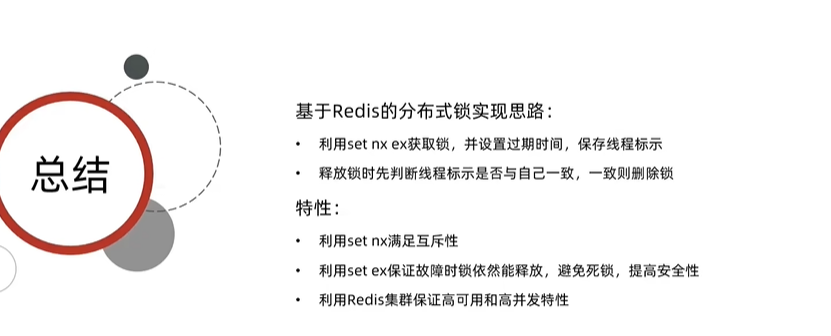 总结
基于Redis的分布式锁实现思路：
• 利用set nx ex获取锁，并设置过期时间，保存线程标示
• 释放锁时先判断线程标示是否与自己一致，一致则删除锁
特性：
• 利用set nx满足互斥性
• 利用set ex保证故障时锁依然能释放，避免死锁，提高安全性
• 利用Redis集群保证高可用和高并发特性